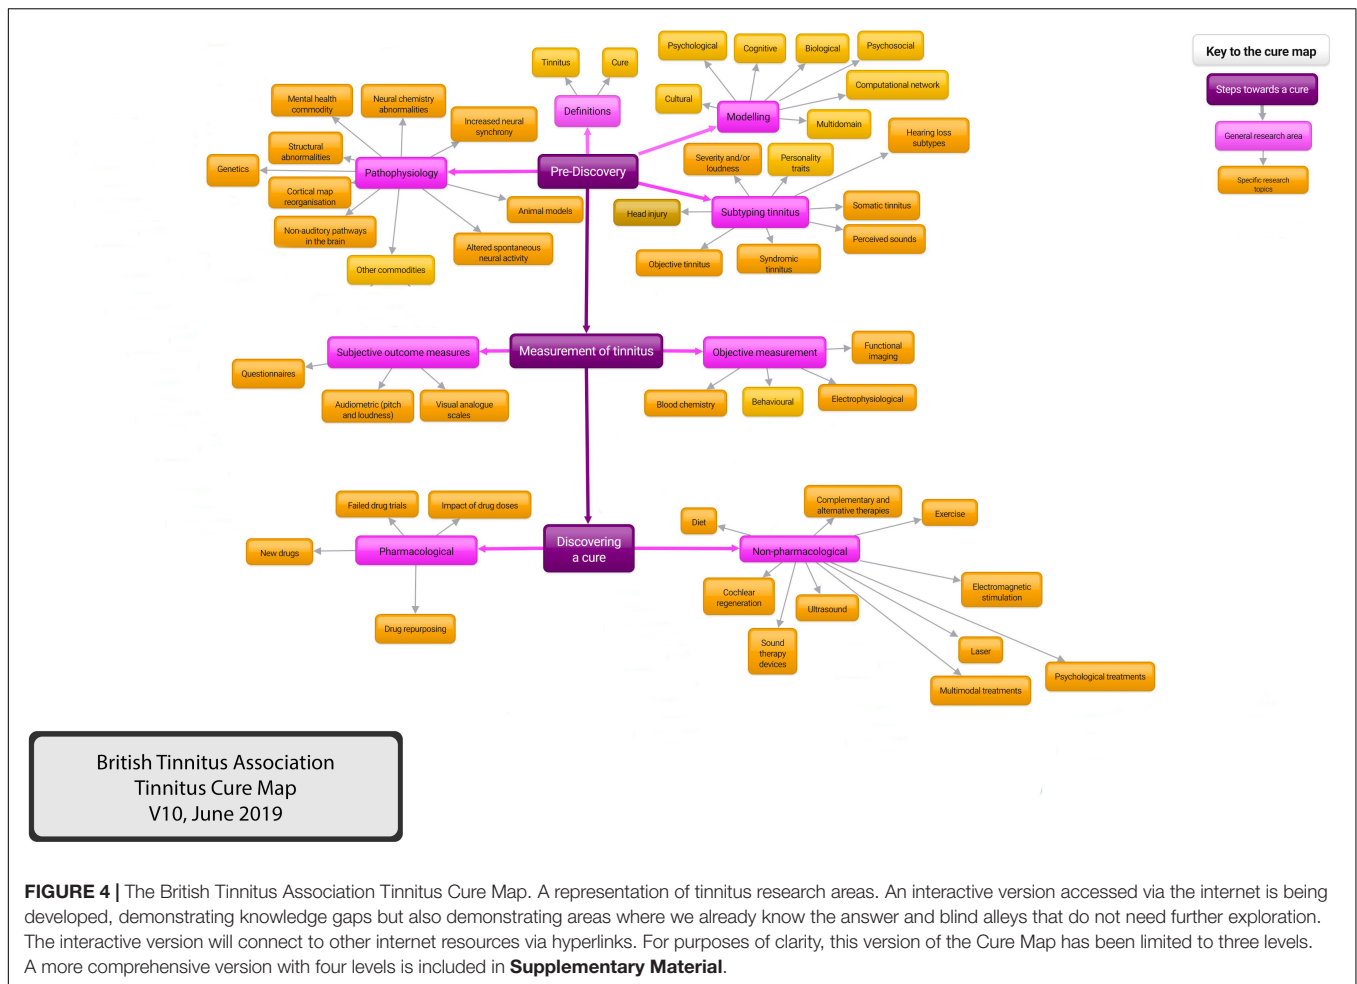 Key to the cure map
Steps towards a cure
General research area
Specific research
topics
Psychological
Cognitive
Biological
Psychosocial
Computational network
Cultural
Modelling
Multidomain
Tinnitus
Cure
Definitions
Mental health
commodity
Neural chemistry
abnormalities
Increased neural
synchrony
Structural
abnormalities
Genetics
Pathophysiology
Cortical map
reorganisation
Non-auditory pathways
in the brain
Other commodities
Altered spontaneous
neural activity
Animal models
Pre-Discovery
Severity and/or
loudness
Personality
traits
Hearing loss
subtypes
Head injury
Subtyping tinnitus
Somatic tinnitus
Perceived sounds
Objective tinnitus
Syndromic
tinnitus
Subjective outcome measures
Measurement of tinnitus
Objective measurement
Functional
imaging
Questionnaires
Audiometric (pitch
and loudness)
Visual analogue
scales
Blood chemistry
Behavioural
Electrophysiological
Failed drug trials
Impact of drug doses
New drugs
Pharmacological
Drug repurposing
Discovering
a cure
Diet
Complementary and
alternative therapies
Exercise
Non-pharmacological
Cochlear
regeneration
Ultrasound
Electromagnetic
stimulation
Sound
therapy
devices
Laser
Multimodal treatments
Psychological treatments
British Tinnitus Association
Tinnitus Cure Map
V10, June 2019
FIGURE 4 | The British Tinnitus Association Tinnitus Cure Map. A representation of tinnitus research areas. An interactive version accessed via the internet is being
developed, demonstrating knowledge gaps but also demonstrating areas where we already know the answer and blind alleys that do not need further exploration.
The interactive version will connect to other internet resources via hyperlinks. For purposes of clarity, this version of the Cure Map has been limited to three levels.
A more comprehensive version with four levels is included in Supplementary Material.